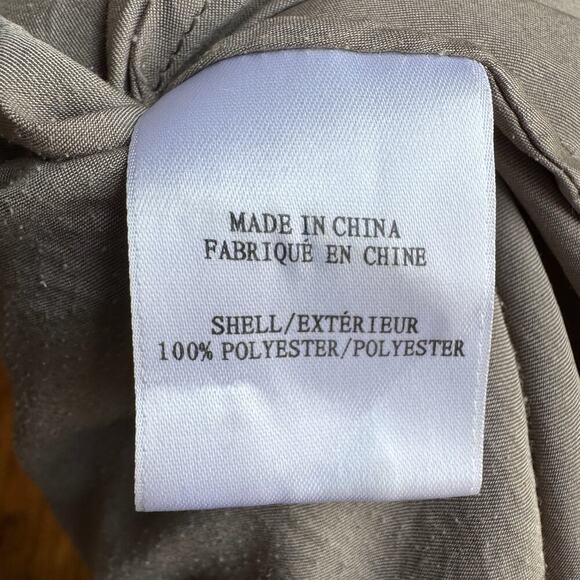 MADE IN CHINA
FABRIQUÉ EN CHINE
SHELL/EXTÉRIEUR
100% POLYESTER/POLYESTER